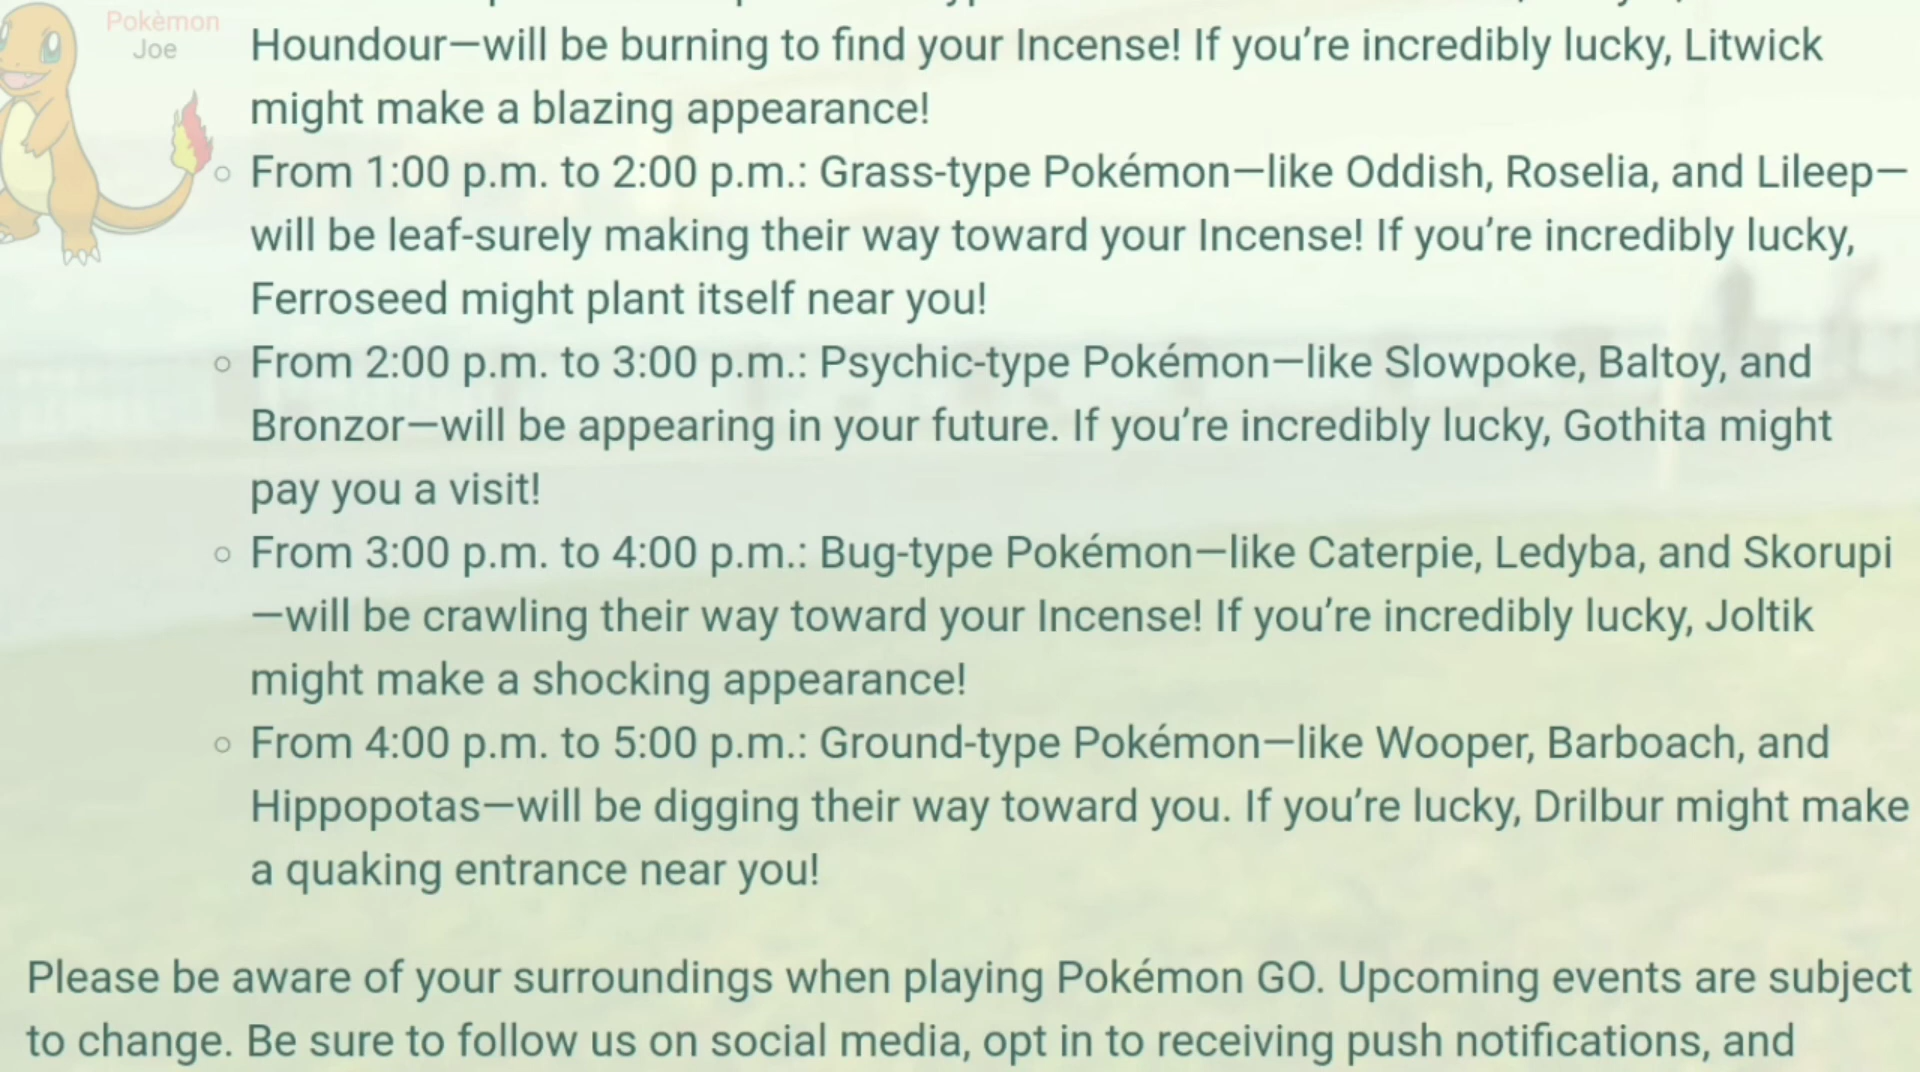 Pokèmon
Joe
Houndour—will be burning to find your Incense! If you’re incredibly lucky, Litwick
might make a blazing appearance!
From 1:00 p.m. to 2:00 p.m.: Grass-type Pokémon—like Oddish, Roselia, and Lileep—
will be leaf-surely making their way toward your Incense! If you’re incredibly lucky,
Ferroseed might plant itself near you!
From 2:00 p.m. to 3:00 p.m.: Psychic-type Pokémon—like Slowpoke, Baltoy, and
Bronzor—will be appearing in your future. If you’re incredibly lucky, Gothita might
pay you a visit!
From 3:00 p.m. to 4:00 p.m.: Bug-type Pokémon—like Caterpie, Ledyba, and Skorupi
—will be crawling their way toward your Incense! If you’re incredibly lucky, Joltik
might make a shocking appearance!
From 4:00 p.m. to 5:00 p.m.: Ground-type Pokémon—like Wooper, Barboach, and
Hippopotas—will be digging their way toward you. If you’re lucky, Drilbur might make
a quaking entrance near you!
Please be aware of your surroundings when playing Pokémon GO. Upcoming events are subject
to change. Be sure to follow us on social media, opt in to receiving push notifications, and